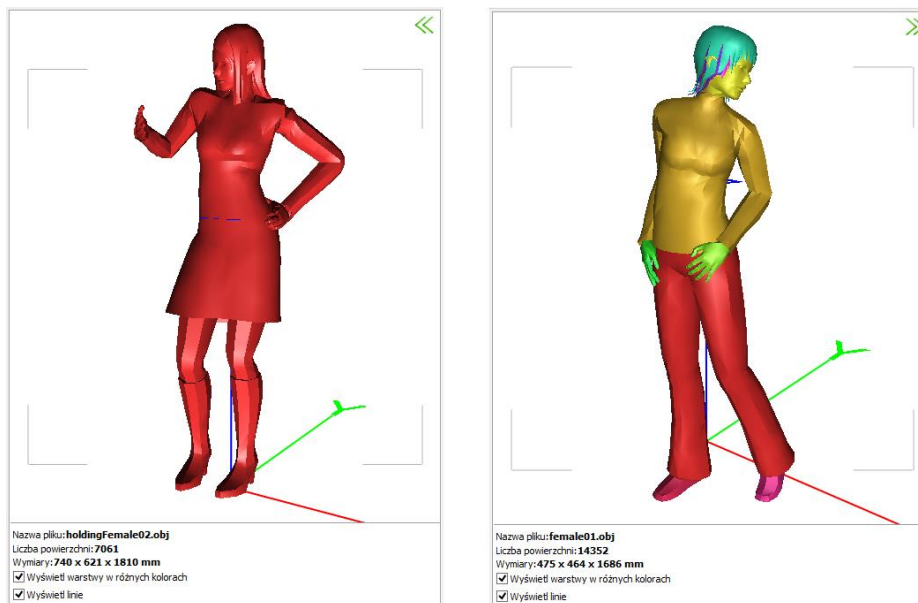 Nazwa pliku:holdingFemale02.obj
Liczba powierzchni:7061
Wymiary:740 x 621 x 1810 mm
Wyświetl warstwy w różnych kolorach
Wyświetl linie
Nazwa pliku:female01.obj
Liczba powierzchni:14352
Wymiary:475 x 464 x 1686 mm
Wyświetl warstwy w różnych kolorach
Wyświetl linie